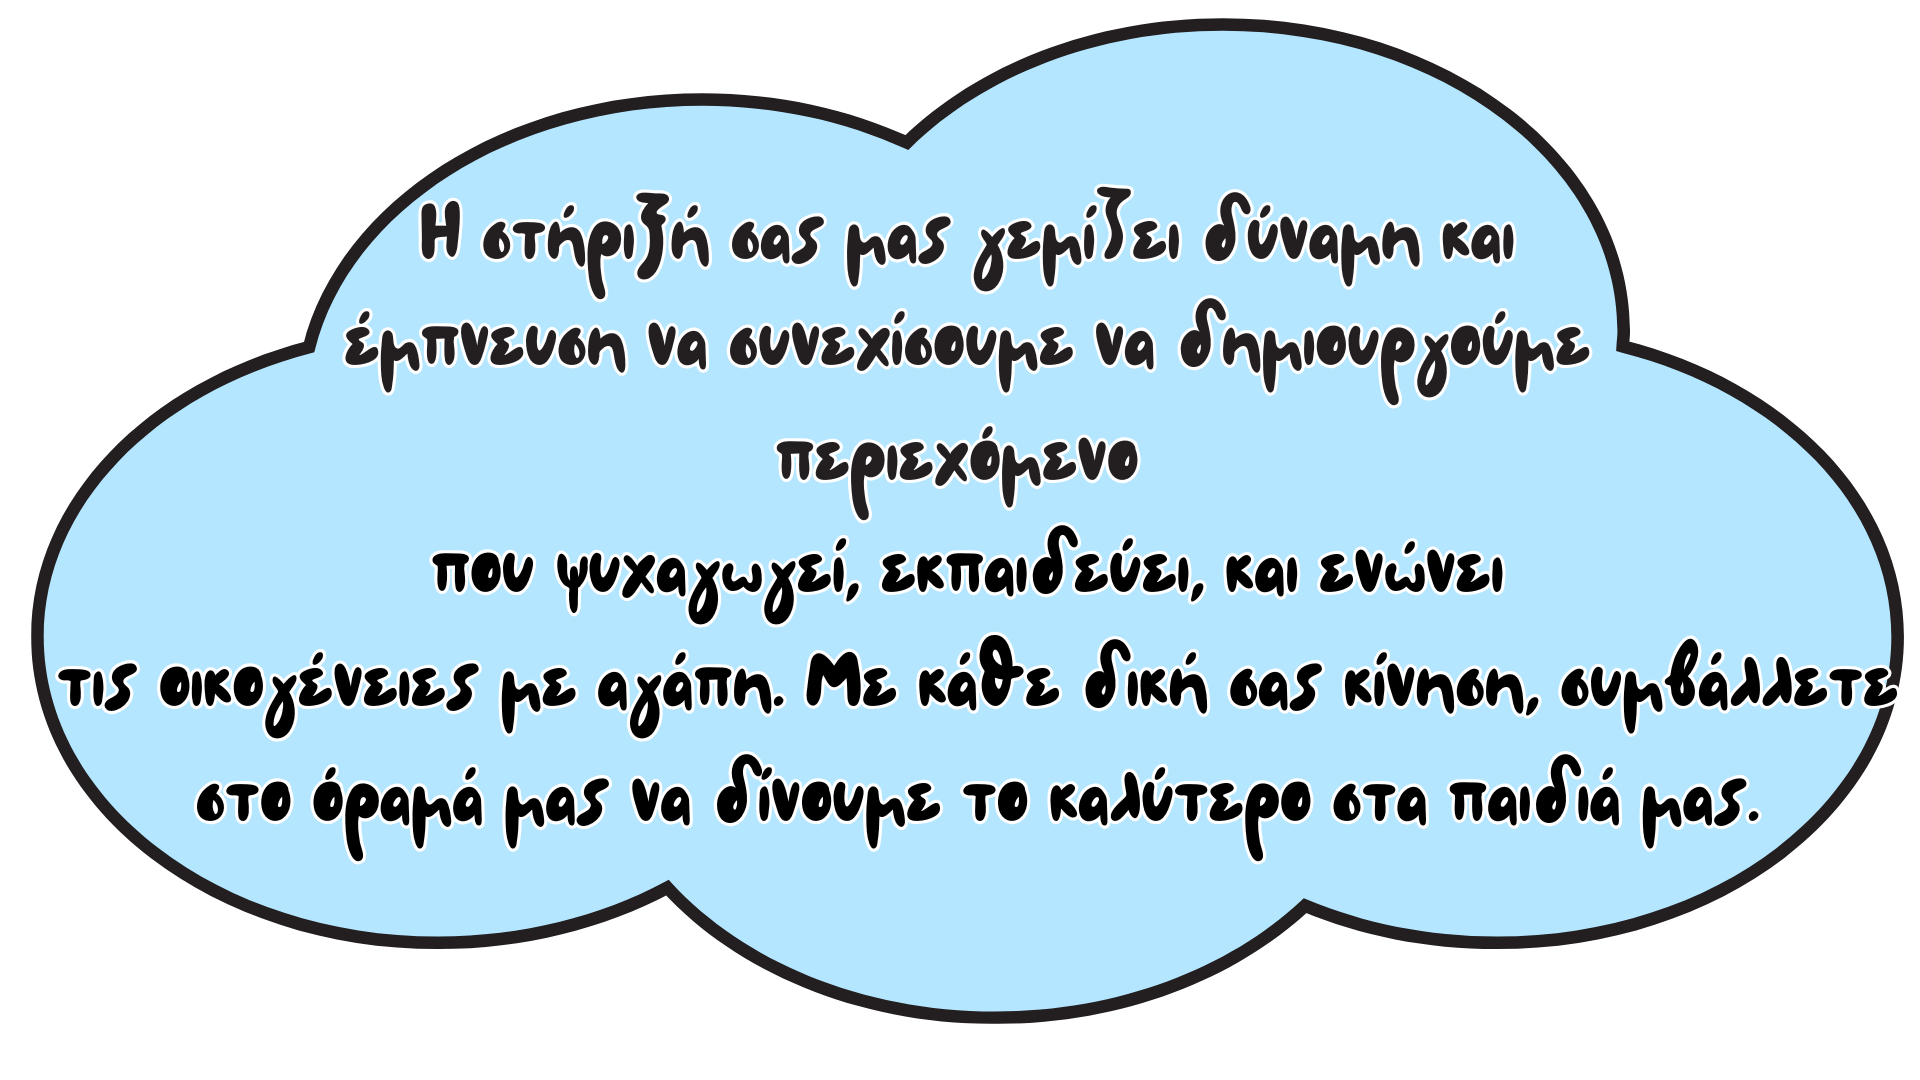 Η στήριξή σας μας γεμίζει δύναμη και
έμπνευση να συνεχίσουμε να δημιουργούμε
περιεχόμενο
που ψυχαγωγεί, εκπαιδεύει, και ενώνει
τις οικογένειες με αγάπη. Με κάθε δική σας κίνηση, συμβάλλετε
στο όραμά μας να δίνουμε το καλύτερο στα παιδιά μας.